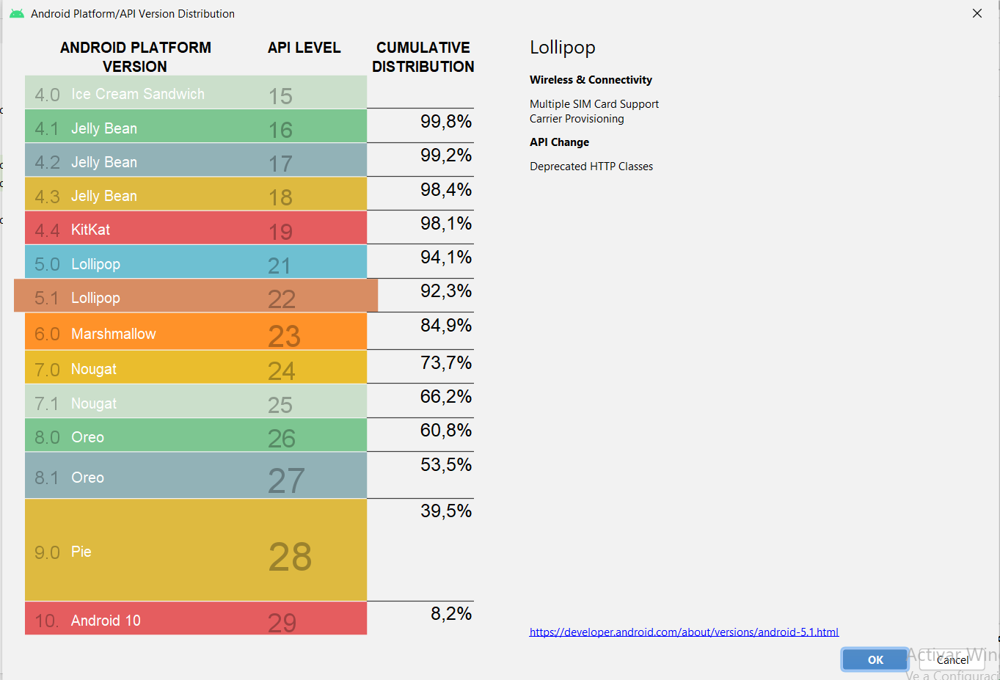 Android Platform/API Version Distribution
ANDROID PLATFORM VERSION API LEVEL CUMULATIVE DISTRIBUTION
4.0 Ice Cream Sandwich 15
99,8%
4.1 Jelly Bean 16
99,2%
4.2 Jelly Bean 17
98,4%
4.3 Jelly Bean 18
98,1%
4.4 KitKat 19
94,1%
5.0 Lollipop 21
92,3%
5.1 Lollipop 22
84,9%
6.0 Marshmallow 23
73,7%
7.0 Nougat 24
66,2%
7.1 Nougat 25
60,8%
8.0 Oreo 26
53,5%
8.1 Oreo 27
39,5%
9.0 Pie 28
8,2%
10. Android 10 29
Lollipop
Wireless & Connectivity
Multiple SIM Card Support
Carrier Provisioning
API Change
Deprecated HTTP Classes
https://developer.android.com/about/versions/android-5.1.html
OK
Cancel
Activar Win
Ve a Configuraci